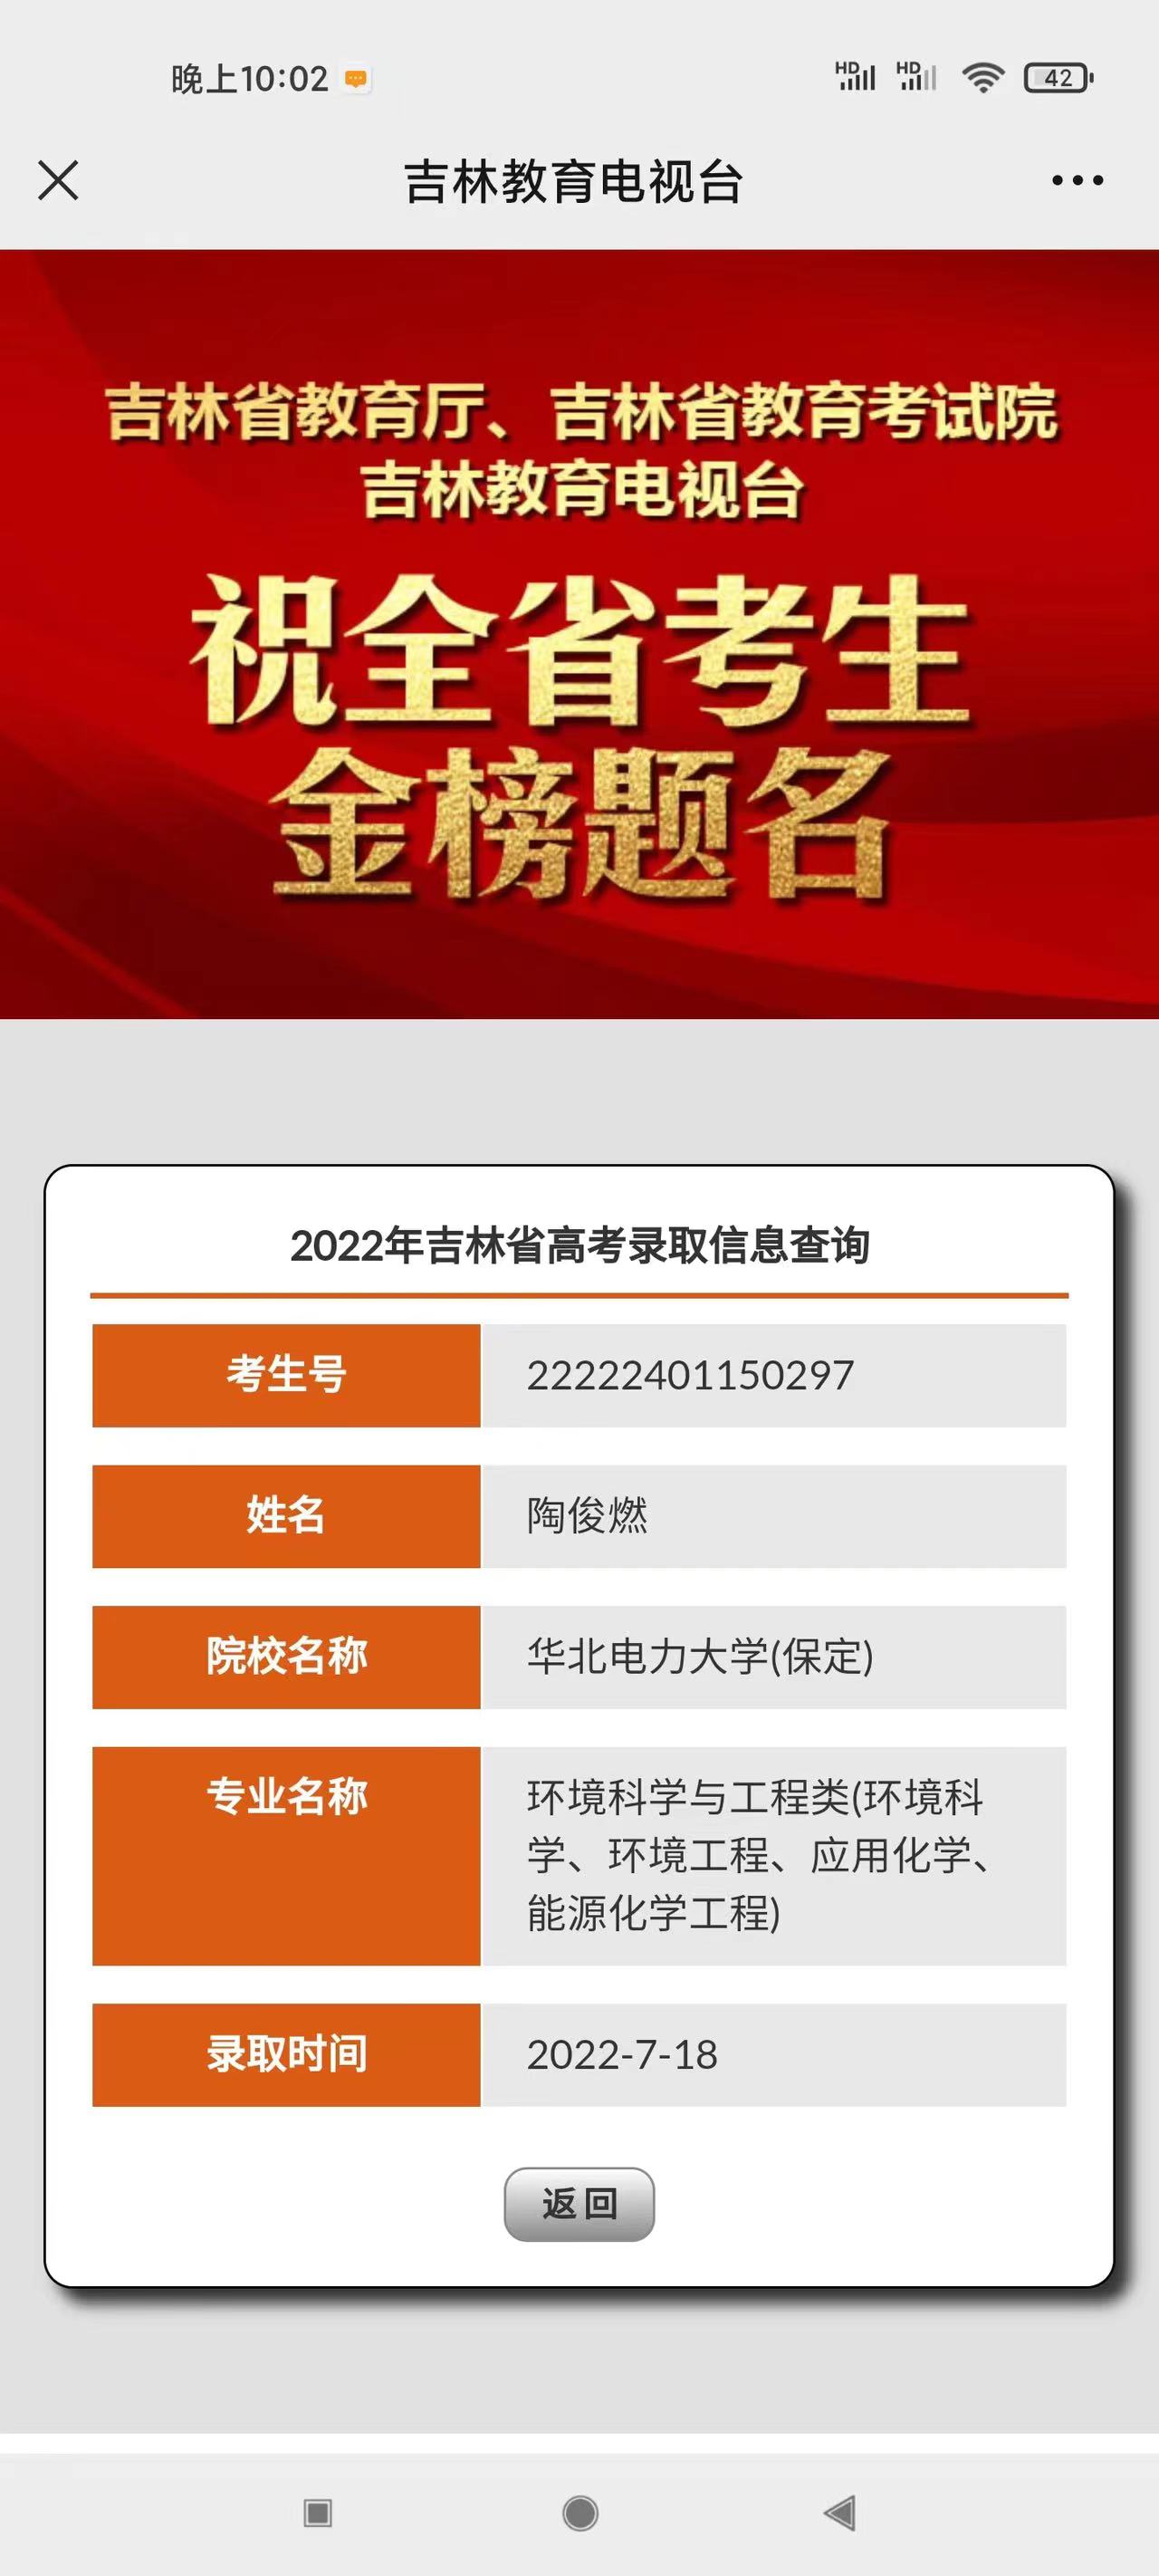 晚上10:02
HD HD 42
吉林教育电视台
吉林省教育厅、吉林省教育考试院
吉林教育电视台
祝全省考生
金榜题名
2022年吉林省高考录取信息查询
考生号 22222401150297
姓名 陶俊燃
院校名称 华北电力大学(保定)
专业名称 环境科学与工程类(环境科
学、环境工程、应用化学、
能源化学工程)
录取时间 2022-7-18
返回